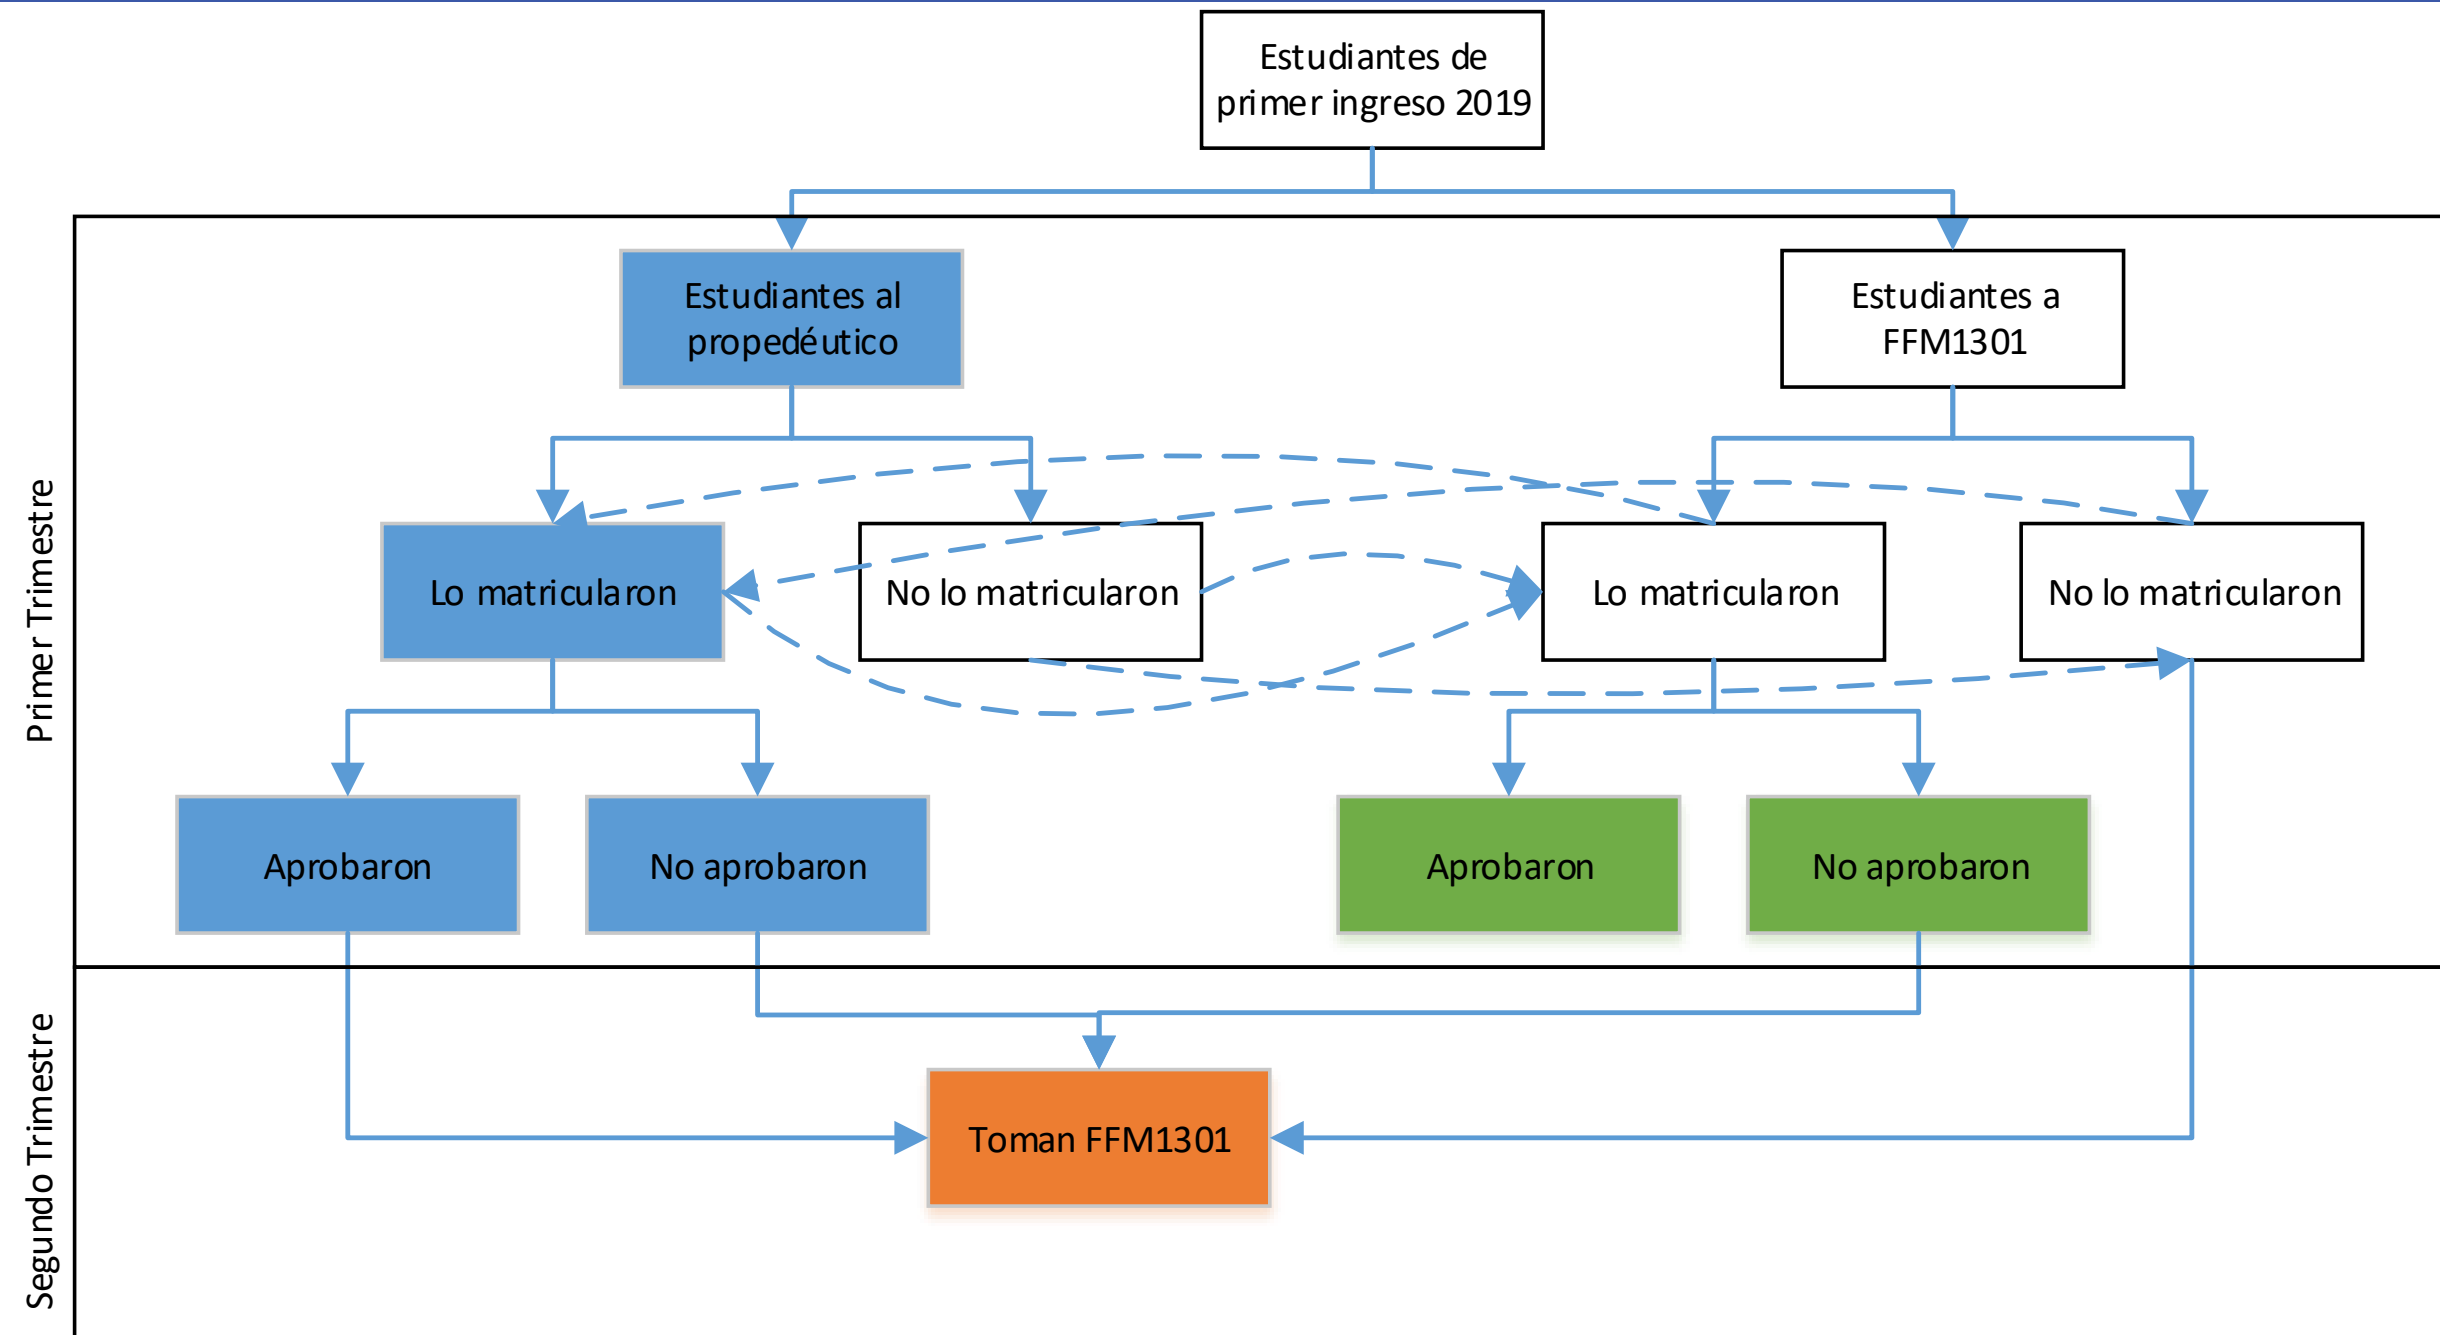 Estudiantes de
primer ingreso 2019
Primer Trimestre
Estudiantes al
propedéutico
Estudiantes a
FFM1301
Lo matricularon
No lo matricularon
Lo matricularon
No lo matricularon
Aprobaron
No aprobaron
Aprobaron
No aprobaron
Segundo Trimestre
Toman FFM1301